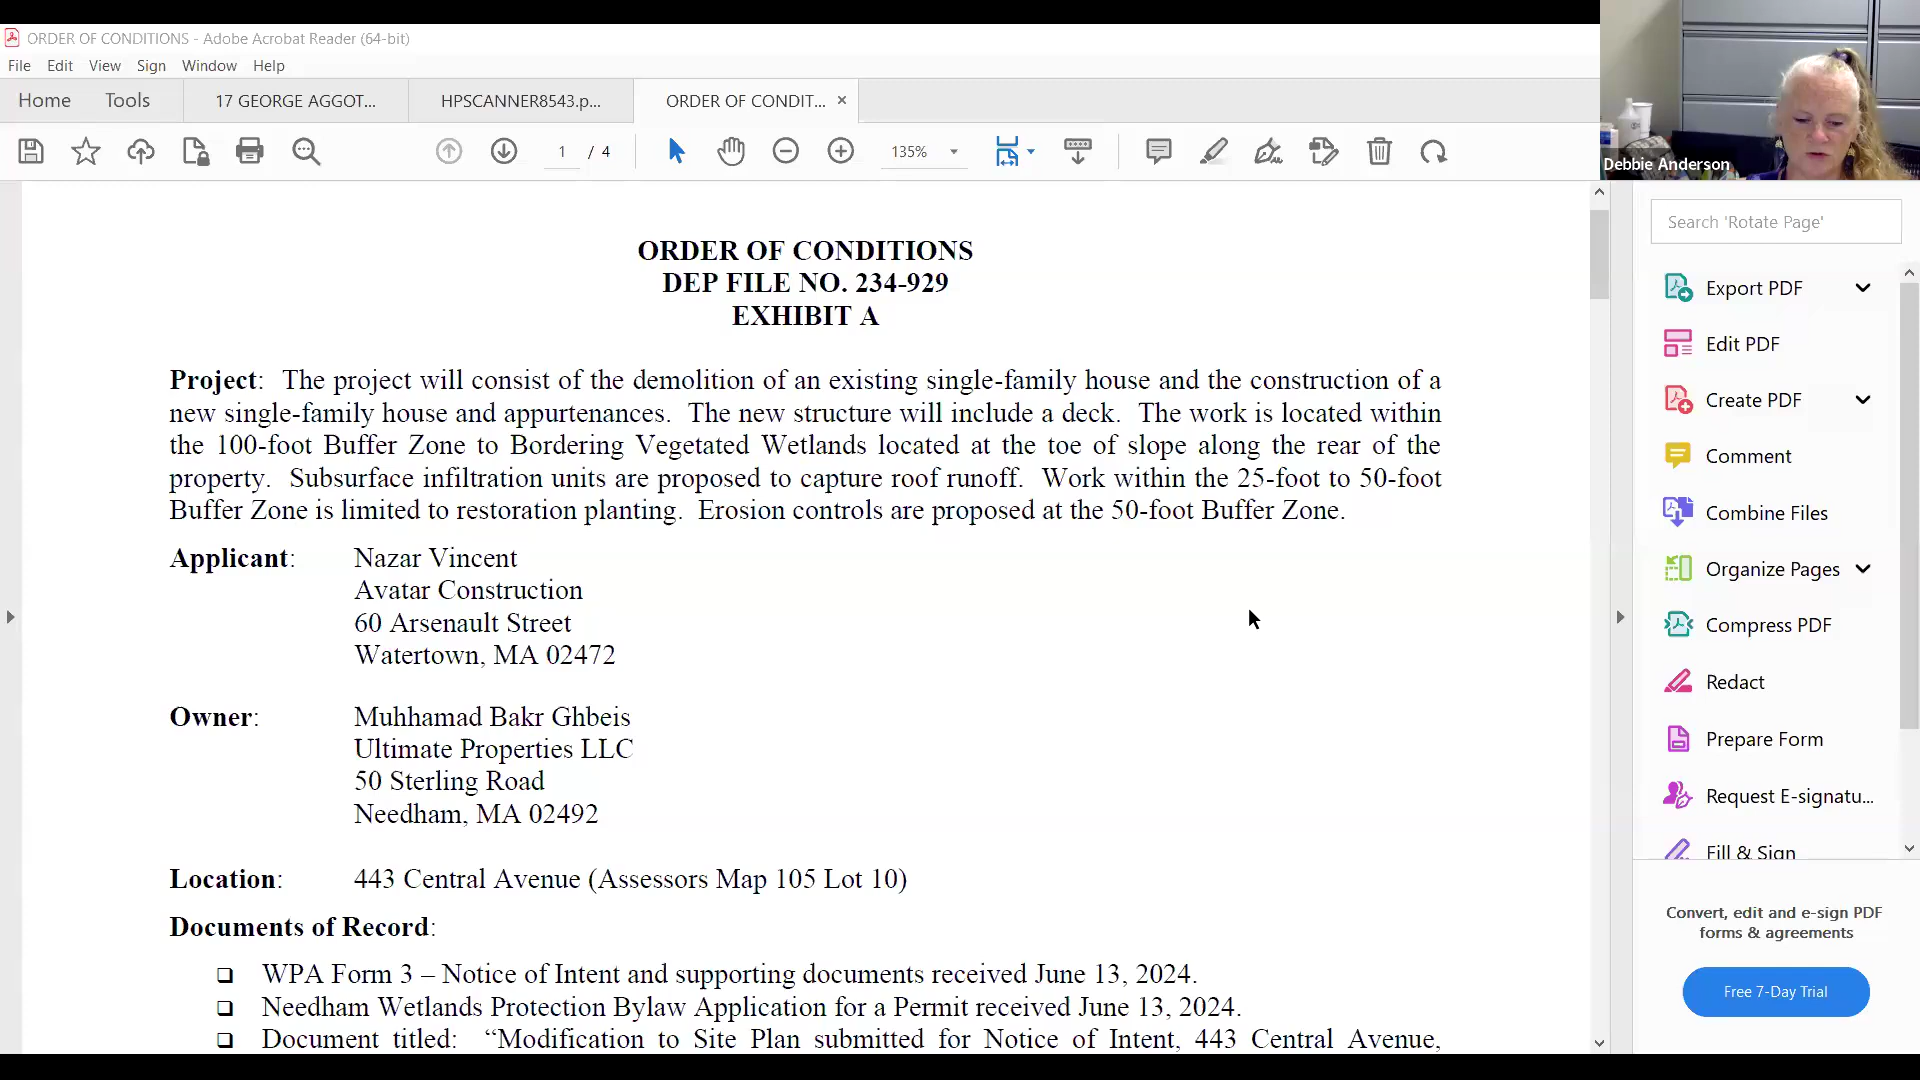 ORDER OF CONDITIONS - Adobe Acrobat Reader (64-bit)
File Edit View Sign Window Help
Home Tools 17 GEORGE AGGOT... HPSCANNER8543.p... ORDER OF CONDIT... ×
1 / 4 135%
Debbie Anderson
ORDER OF CONDITIONS
DEP FILE NO. 234-929
EXHIBIT A
Project: The project will consist of the demolition of an existing single-family house and the construction of a
new single-family house and appurtenances. The new structure will include a deck. The work is located within
the 100-foot Buffer Zone to Bordering Vegetated Wetlands located at the toe of slope along the rear of the
property. Subsurface infiltration units are proposed to capture roof runoff. Work within the 25-foot to 50-foot
Buffer Zone is limited to restoration planting. Erosion controls are proposed at the 50-foot Buffer Zone.
Applicant: Nazar Vincent
Avatar Construction
60 Arsenault Street
Watertown, MA 02472
Owner: Muhhamad Bakr Ghbeis
Ultimate Properties LLC
50 Sterling Road
Needham, MA 02492
Location: 443 Central Avenue (Assessors Map 105 Lot 10)
Documents of Record:
❑ WPA Form 3 – Notice of Intent and supporting documents received June 13, 2024.
❑ Needham Wetlands Protection Bylaw Application for a Permit received June 13, 2024.
❑ Document titled: “Modification to Site Plan submitted for Notice of Intent, 443 Central Avenue,
Search 'Rotate Page'
Export PDF
Edit PDF
Create PDF
Comment
Combine Files
Organize Pages
Compress PDF
Redact
Prepare Form
Request E-signatu...
Fill & Sign
Convert, edit and e-sign PDF
forms & agreements
Free 7-Day Trial